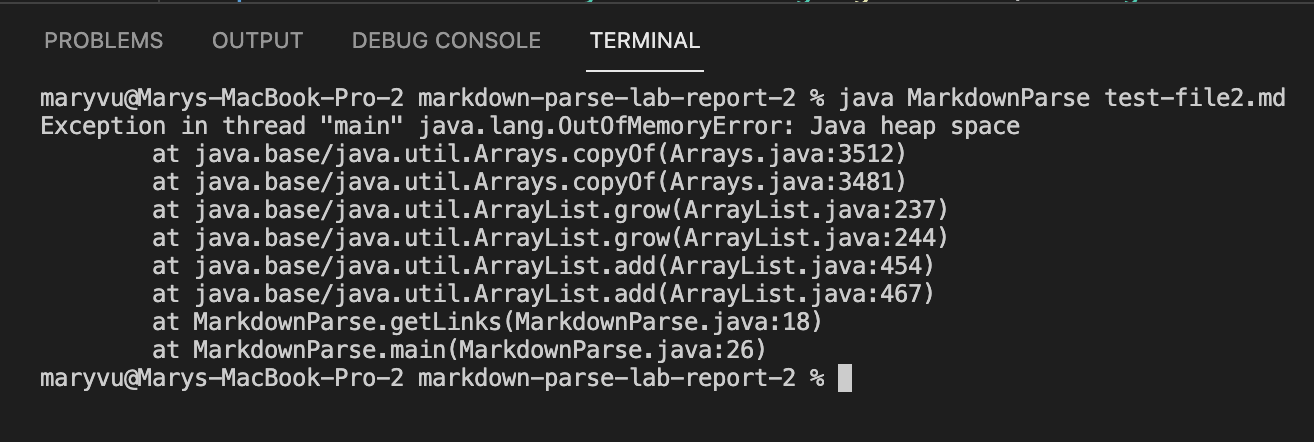 PROBLEMS OUTPUT DEBUG CONSOLE TERMINAL
maryvu@Marys-MacBook-Pro-2 markdown-parse-lab-report-2 % java MarkdownParse test-file2.md
Exception in thread "main" java.lang.OutOfMemoryError: Java heap space
        at java.base/java.util.Arrays.copyOf(Arrays.java:3512)
        at java.base/java.util.Arrays.copyOf(Arrays.java:3481)
        at java.base/java.util.ArrayList.grow(ArrayList.java:237)
        at java.base/java.util.ArrayList.grow(ArrayList.java:244)
        at java.base/java.util.ArrayList.add(ArrayList.java:454)
        at java.base/java.util.ArrayList.add(ArrayList.java:467)
        at MarkdownParse.getLinks(MarkdownParse.java:18)
        at MarkdownParse.main(MarkdownParse.java:26)
maryvu@Marys-MacBook-Pro-2 markdown-parse-lab-report-2 %